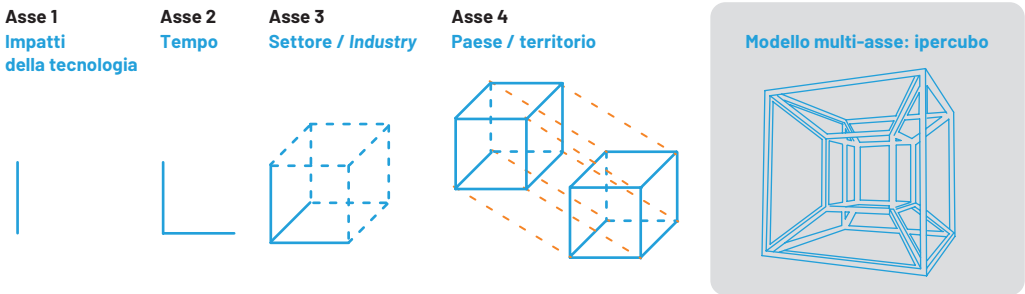 Asse 1
Impatti
della tecnologia
Asse 2
Tempo
Asse 3
Settore / Industry
Asse 4
Paese / territorio
Modello multi-asse: ipercubo